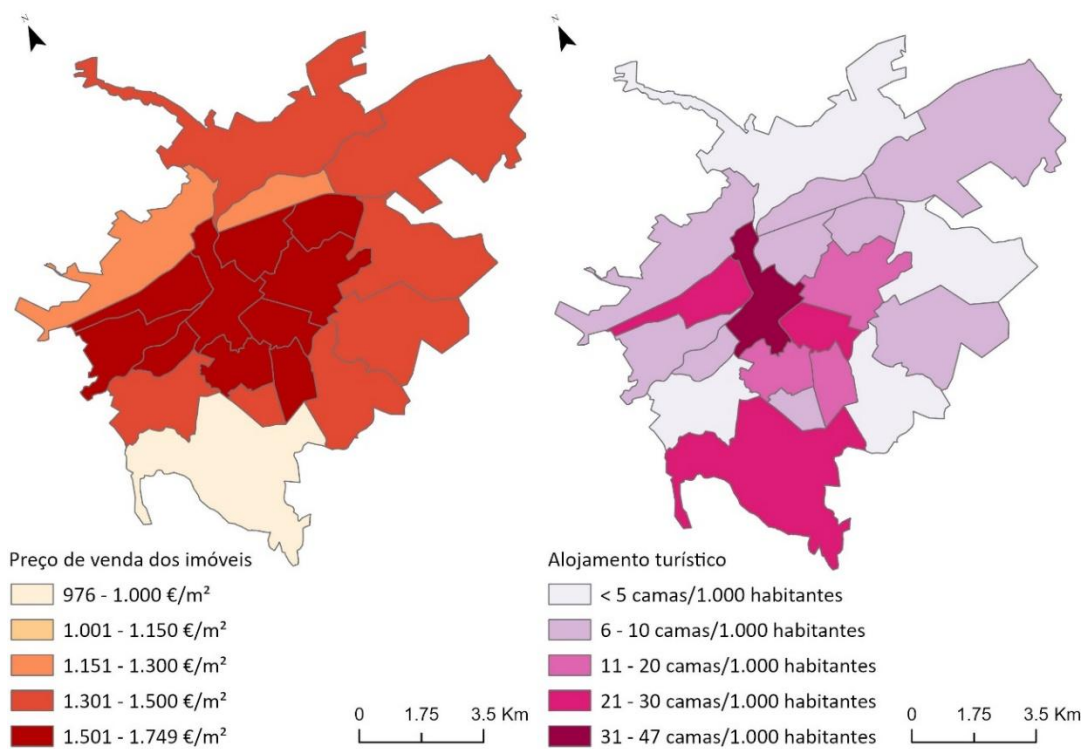 N
N
Preço de venda dos imóveis
976 - 1.000 €/m²
1.001 - 1.150 €/m²
1.151 - 1.300 €/m²
1.301 - 1.500 €/m²
1.501 - 1.749 €/m²
0 1.75 3.5 Km
Alojamento turístico
< 5 camas/1.000 habitantes
6 - 10 camas/1.000 habitantes
11 - 20 camas/1.000 habitantes
21 - 30 camas/1.000 habitantes
31 - 47 camas/1.000 habitantes
0 1.75 3.5 Km